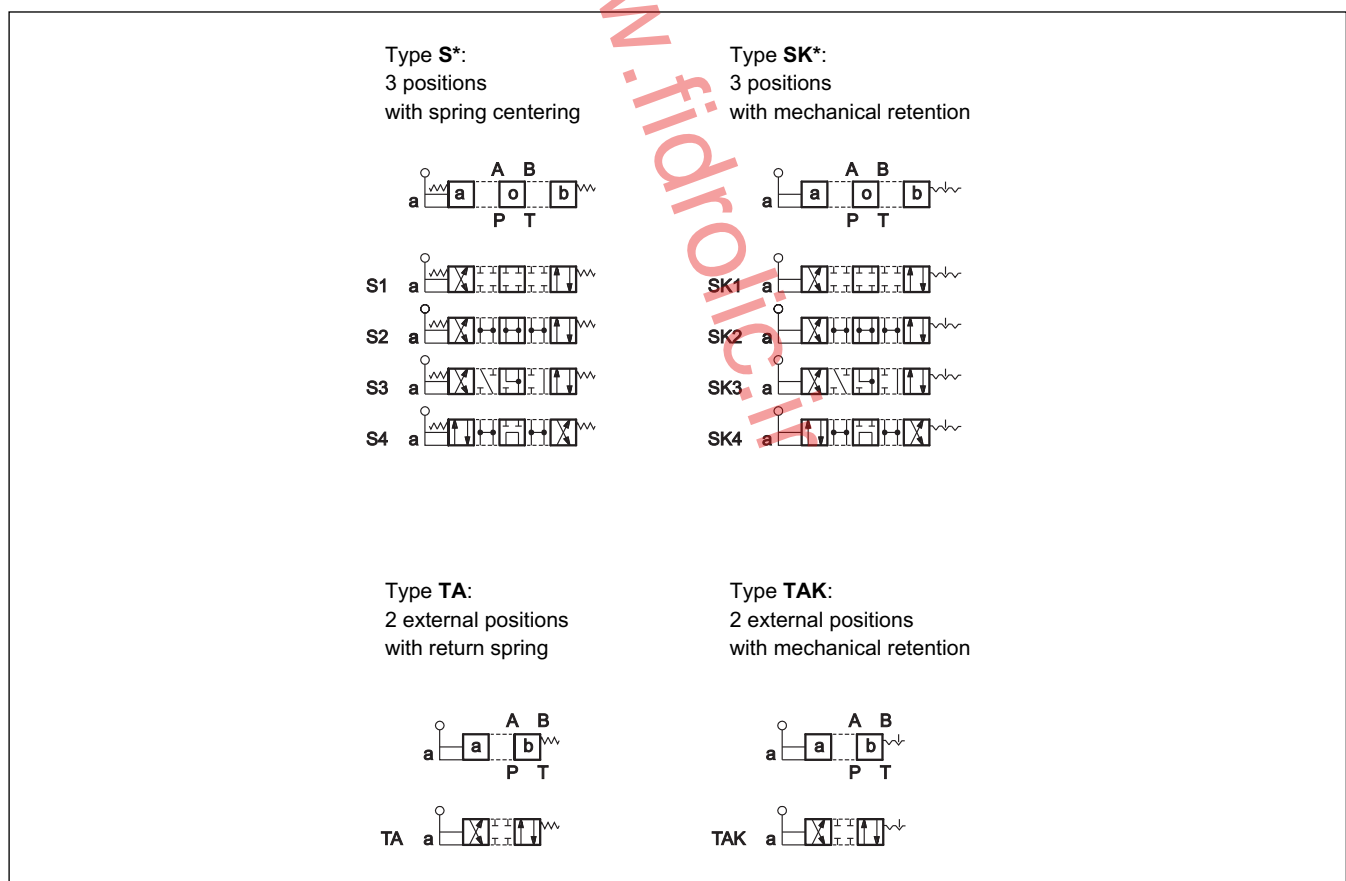 w.fidrolic.ir
Type S*:
3 positions
with spring centering
A B
a a o b
P T
S1 a
S2 a
S3 a
S4 a
Type SK*:
3 positions
with mechanical retention
A B
a a o b
P T
SK1 a
SK2 a
SK3 a
SK4 a
Type TA:
2 external positions
with return spring
A B
a a b
P T
TA a
Type TAK:
2 external positions
with mechanical retention
A B
a a b
P T
TAK a